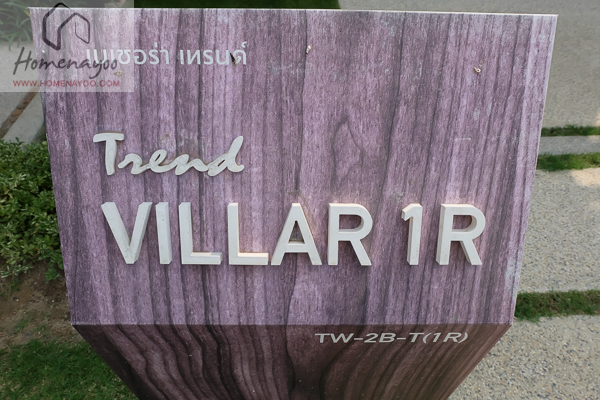 Homenayoo
WWW.HOMENAYOO.COM
เนเชอร่า เทรนด์
Trend
VILLAR 1R
TW-2B-T(1R)